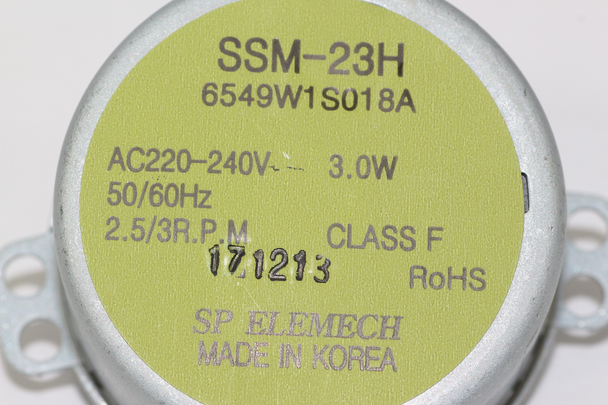 SSM-23H
6549W1S018A
AC220-240V~ 3.0W
50/60Hz
2.5/3R.P.M CLASS F
171213
RoHS
SP ELEMECH
MADE IN KOREA